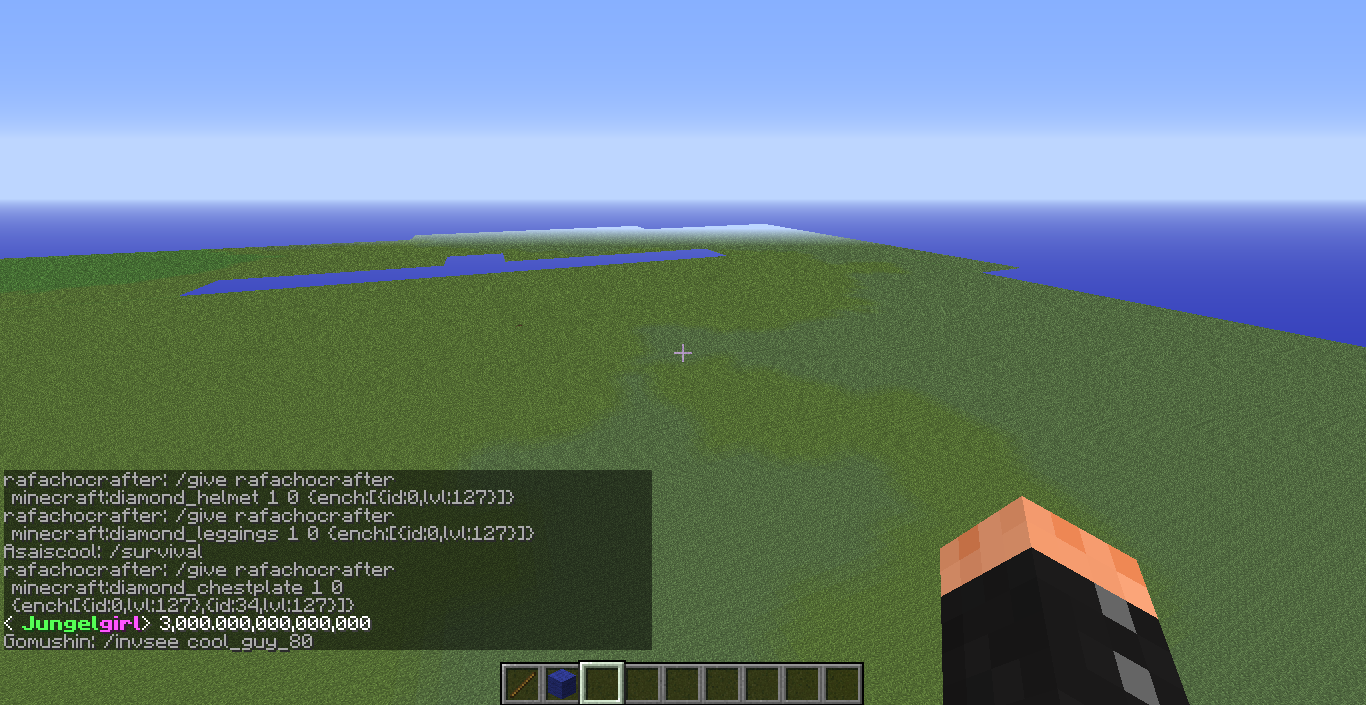 rafachocrafter: /give rafachocrafter
minecraft:diamond_helmet 1 0 {ench:[{id:0,lvl:127}]}
rafachocrafter: /give rafachocrafter
minecraft:diamond_leggings 1 0 {ench:[{id:0,lvl:127}]}
Asaiscool: /survival
rafachocrafter: /give rafachocrafter
minecraft:diamond_chestplate 1 0
{ench:[{id:0,lvl:127},{id:34,lvl:127}]}
< Jungelgirl> 3,000,000,000,000,000
Gomushin: /invsee cool_guy_80